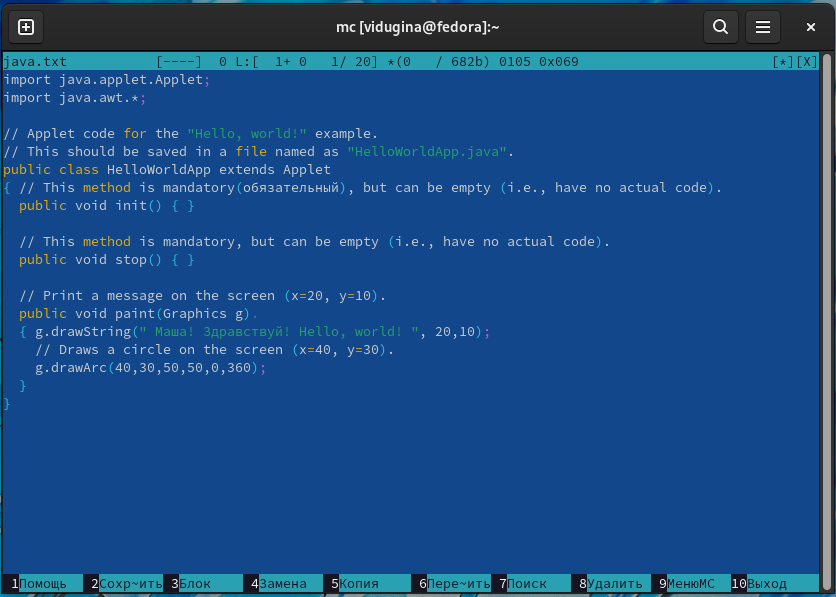 mc [vidugina@fedora]:~
java.txt [----] 0 L:[ 1+ 0 1/ 20] *(0 / 682b) 0105 0x069 [*][X]
import java.applet.Applet;
import java.awt.*;
// Applet code for the "Hello, world!" example.
// This should be saved in a file named as "HelloWorldApp.java".
public class HelloWorldApp extends Applet
{ // This method is mandatory(обязательный), but can be empty (i.e., have no actual code).
public void init() { }
// This method is mandatory, but can be empty (i.e., have no actual code).
public void stop() { }
// Print a message on the screen (x=20, y=10).
public void paint(Graphics g).
{ g.drawString(" Маша! Здравствуй! Hello, world! ", 20,10);
// Draws a circle on the screen (x=40, y=30).
g.drawArc(40,30,50,50,0,360);
}
}
1Помощь 2Сохр~ить 3Блок 4Замена 5Копия 6Пере~ить 7Поиск 8Удалить 9МенюМС 10Выход